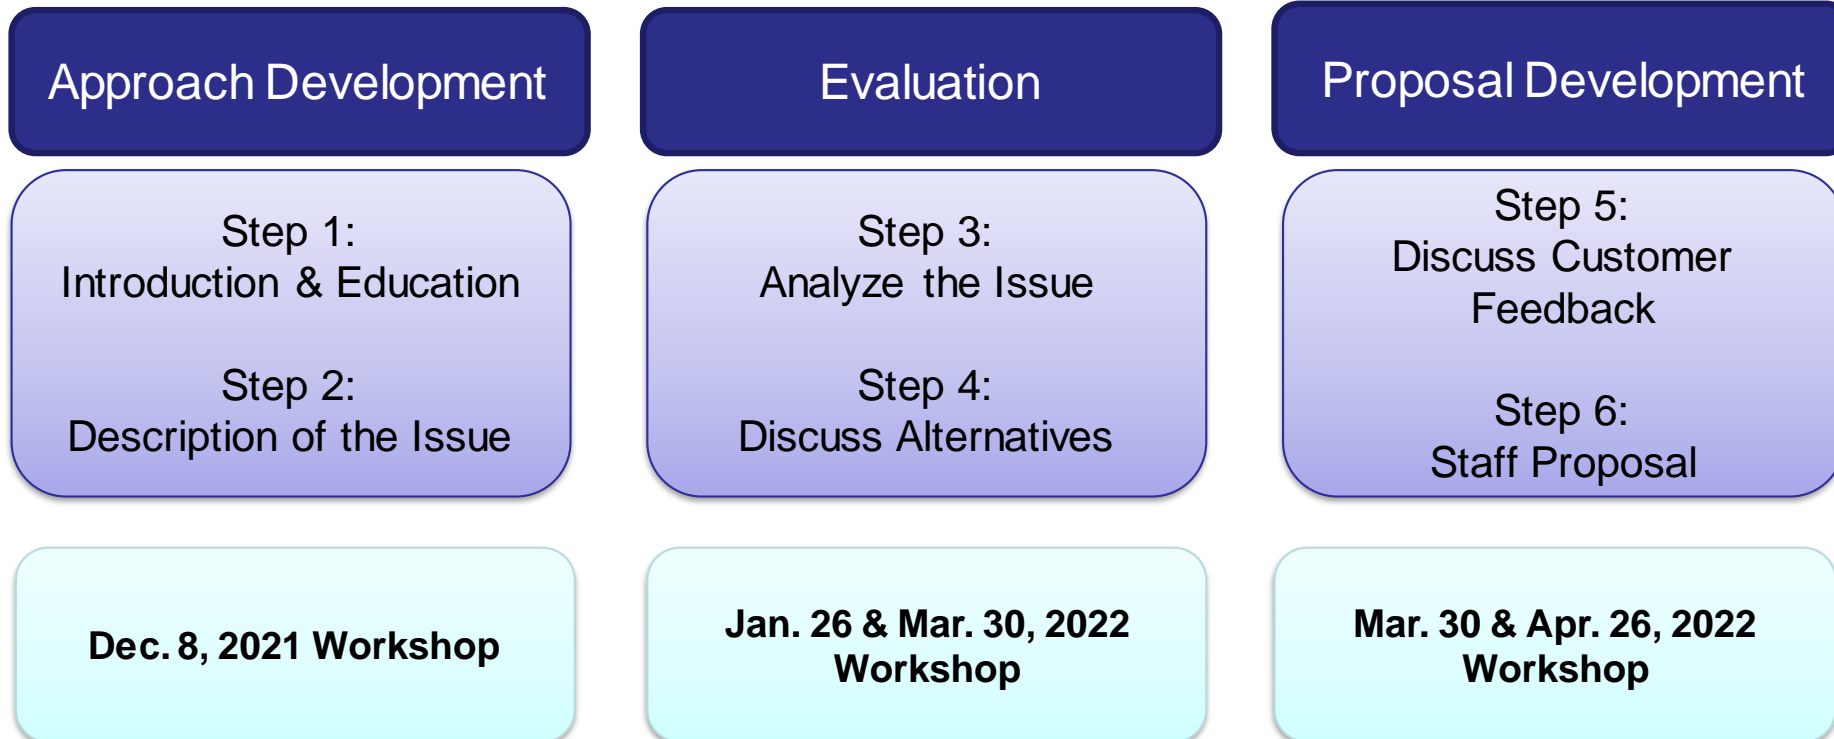 Approach Development
Evaluation
Proposal Development
Step 1:
Introduction & Education
Step 2:
Description of the Issue
Step 3:
Analyze the Issue
Step 4:
Discuss Alternatives
Step 5:
Discuss Customer
Feedback
Step 6:
Staff Proposal
Dec. 8, 2021 Workshop
Jan. 26 & Mar. 30, 2022
Workshop
Mar. 30 & Apr. 26, 2022
Workshop